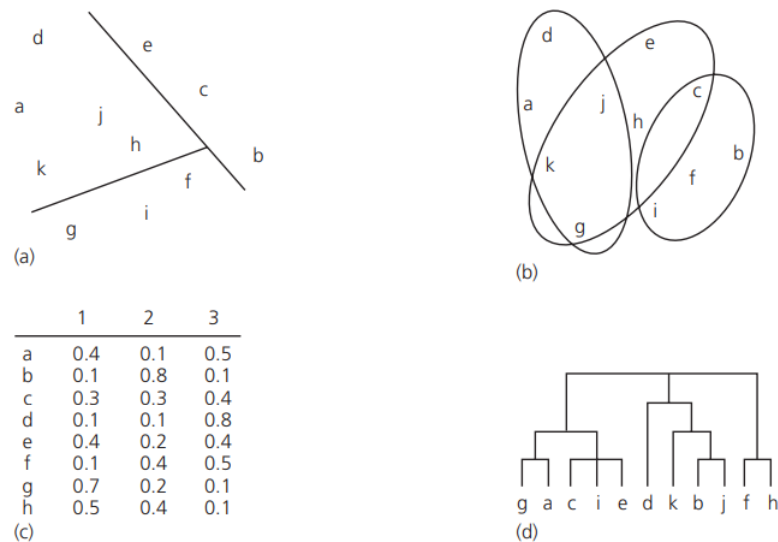 d
e
c
a
j
h
b
k
f
i
g
(a)
d
e
c
a
j
h
b
k
f
i
g
(b)
1 2 3
a 0.4 0.1 0.5
b 0.1 0.8 0.1
c 0.3 0.3 0.4
d 0.1 0.1 0.8
e 0.4 0.2 0.4
f 0.1 0.4 0.5
g 0.7 0.2 0.1
h 0.5 0.4 0.1
(c)
g a c i e d k b j f h
(d)